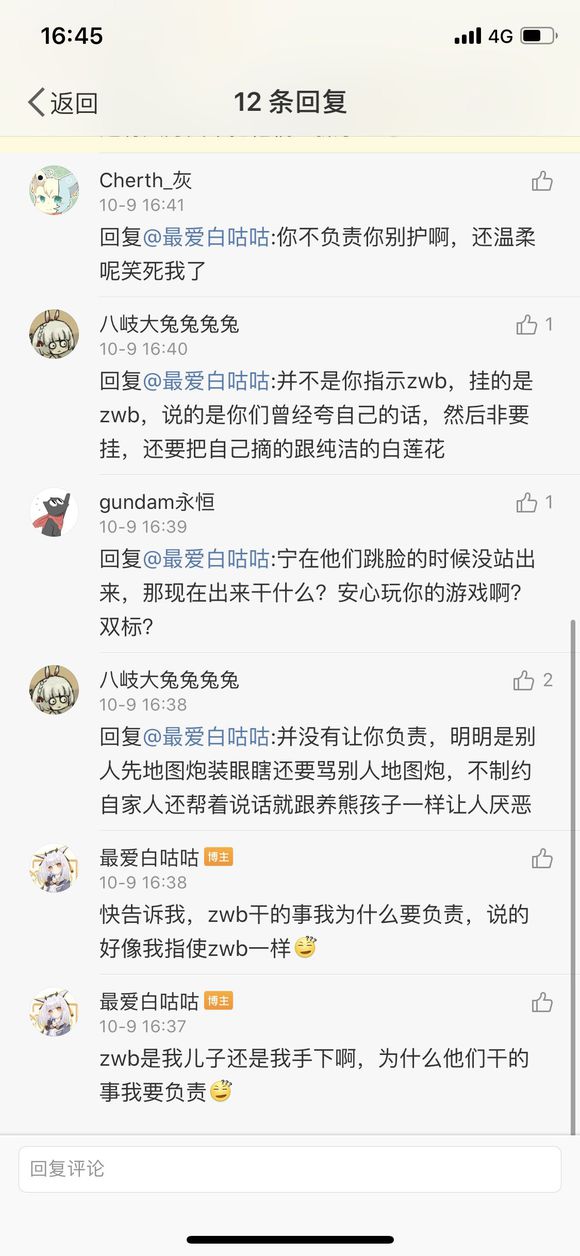 16:45
4G
返回
12 条回复
Cherth_灰
10-9 16:41
回复@最爱白咕咕:你不负责你别护啊，还温柔
呢笑死我了
八岐大兔兔兔兔
1
10-9 16:40
回复@最爱白咕咕:并不是你指示zwb，挂的是
zwb，说的是你们曾经夸自己的话，然后非要
挂，还要把自己摘的跟纯洁的白莲花
gundam永恒
1
10-9 16:39
回复@最爱白咕咕:宁在他们跳脸的时候没站出
来，那现在出来干什么？安心玩你的游戏啊？
双标？
八岐大兔兔兔兔
2
10-9 16:38
回复@最爱白咕咕:并没有让你负责，明明是别
人先地图炮装眼瞎还要骂别人地图炮，不制约
自家人还帮着说话就跟养熊孩子一样让人厌恶
最爱白咕咕 博主
10-9 16:38
快告诉我，zwb干的事我为什么要负责，说的
好像我指使zwb一样
最爱白咕咕 博主
10-9 16:37
zwb是我儿子还是我手下啊，为什么他们干的
事我要负责
回复评论